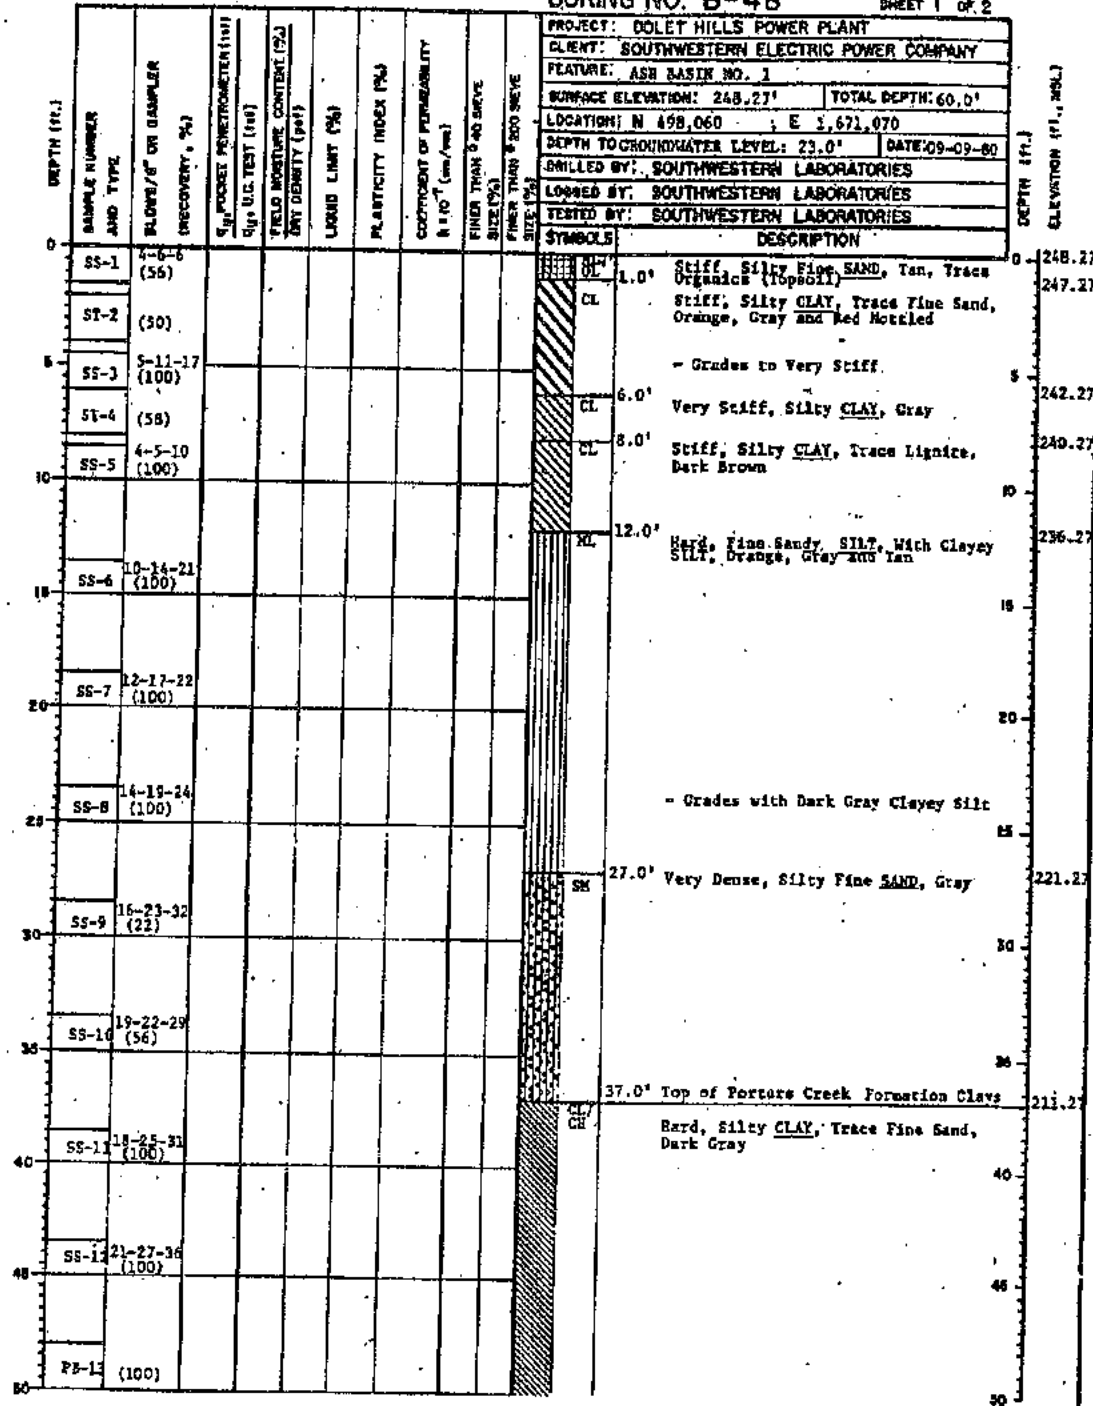 BORING NO. B-48
SHEET 1 OF 2
PROJECT: DOLET HILLS POWER PLANT
CLIENT: SOUTHWESTERN ELECTRIC POWER COMPANY
FEATURE: ASH BASIN NO. 1
SURFACE ELEVATION: 248.27' TOTAL DEPTH: 60.0'
LOCATION: N 498,060 ; E 1,671,070
DEPTH TO GROUNDWATER LEVEL: 23.0' DATE: 09-09-80
DRILLED BY: SOUTHWESTERN LABORATORIES
LOGGED BY: SOUTHWESTERN LABORATORIES
TESTED BY: SOUTHWESTERN LABORATORIES
SYMBOLS DESCRIPTION
DEPTH (ft.)
SAMPLE NUMBER
AND TYPE
BLOWS/6" ON SAMPLER
(RECOVERY, %)
POCKET PENETROMETER (tsf)
U.C. TEST (tsf)
FIELD MOISTURE CONTENT (%)
DRY DENSITY (pcf)
LIQUID LIMIT (%)
PLASTICITY INDEX (%)
COEFFICIENT OF PERMEABILITY
FINER THAN # 40 SIEVE
SIZE (%)
FINER THAN # 200 SIEVE
SIZE (%)
DEPTH (ft.)
ELEVATION (ft., MSL)
0 SS-1 4-6-6 (56) OL 0 248.27
1.0' Stiff, Silty Fine SAND, Tan, Trace
Organics (Topsoil) 247.27
ST-2 (50) CL Stiff, Silty CLAY, Trace Fine Sand,
Orange, Gray and Red Mottled
5 SS-3 5-11-17 (100) - Grades to Very Stiff 5
6.0' 242.27
ST-4 (58) CL Very Stiff, Silty CLAY, Gray
8.0' 240.27
SS-5 4-5-10 (100) CL Stiff, Silty CLAY, Trace Lignite,
Dark Brown
10 10
12.0' 236.27
ML Hard, Fine Sandy SILT, With Clayey
SILT, Orange, Gray and Tan
SS-6 10-14-21 (100)
15 15
SS-7 12-17-22 (100)
20 20
SS-8 14-19-24 (100) - Grades with Dark Gray Clayey Silt
25 25
27.0' SM Very Dense, Silty Fine SAND, Gray 221.27
SS-9 16-23-32 (22)
30 30
SS-10 19-22-29 (56)
35 35
37.0' Top of Porture Creek Formation Clays 211.27
CL/
CH Hard, Silty CLAY, Trace Fine Sand,
Dark Gray
SS-11 18-25-31 (100)
40 40
SS-12 21-27-36 (100)
45 45
PB-13 (100)
50 50